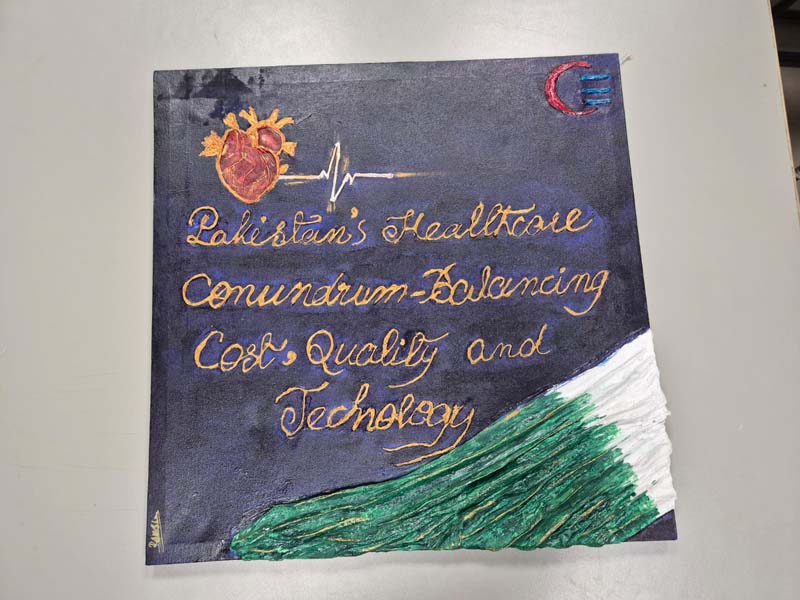 Pakistan's Healthcare
Conundrum-Balancing
Cost, Quality and
Technology